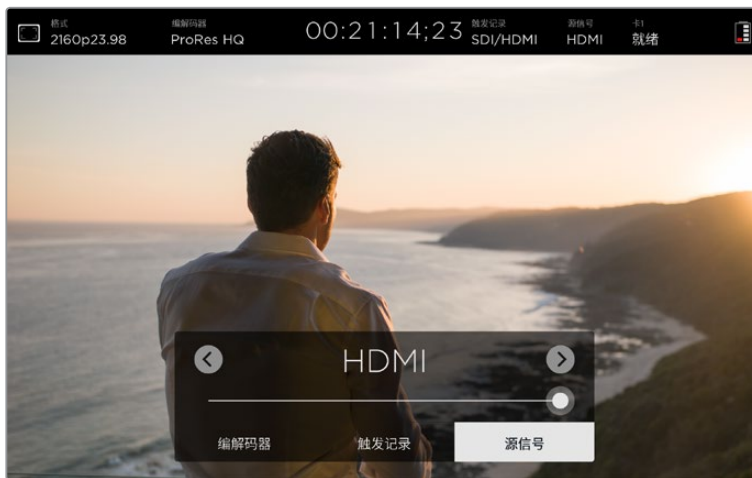 格式 编解码器 触发记录 源信号 卡1
2160p23.98 ProRes HQ 00:21:14;23 SDI/HDMI HDMI 就绪
HDMI
编解码器 触发记录 源信号